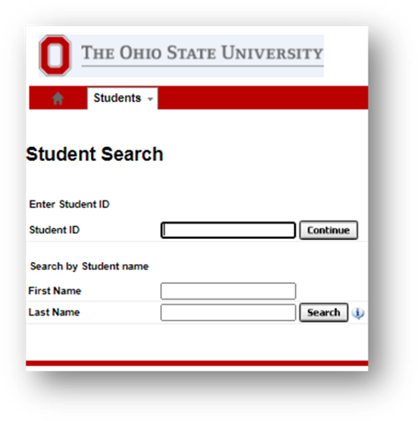 O
THE OHIO STATE UNIVERSITY
Students
Student Search
Enter Student ID
Student ID Continue
Search by Student name
First Name
Last Name Search i